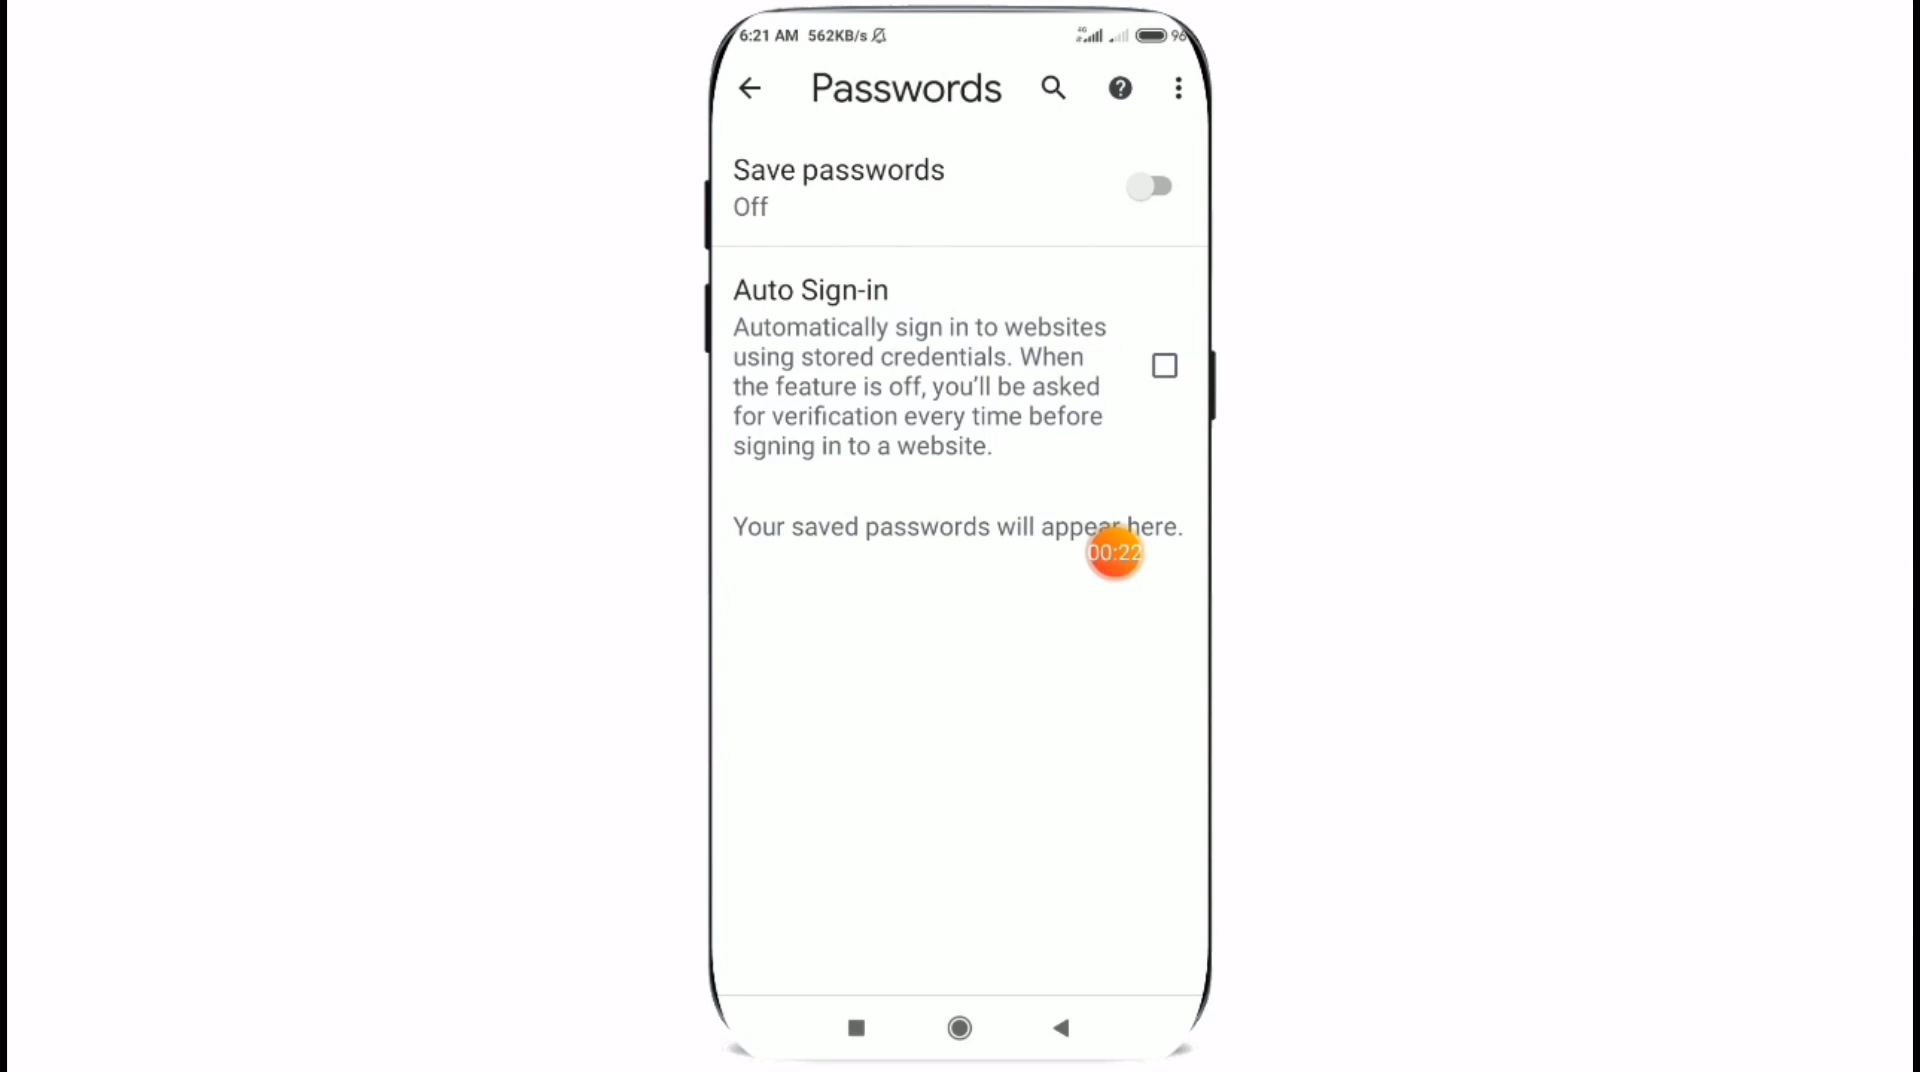 6:21 AM 562KB/s 4G 96
Passwords
Save passwords
Off
Auto Sign-in
Automatically sign in to websites
using stored credentials. When
the feature is off, you’ll be asked
for verification every time before
signing in to a website.
Your saved passwords will appear here.
00:22